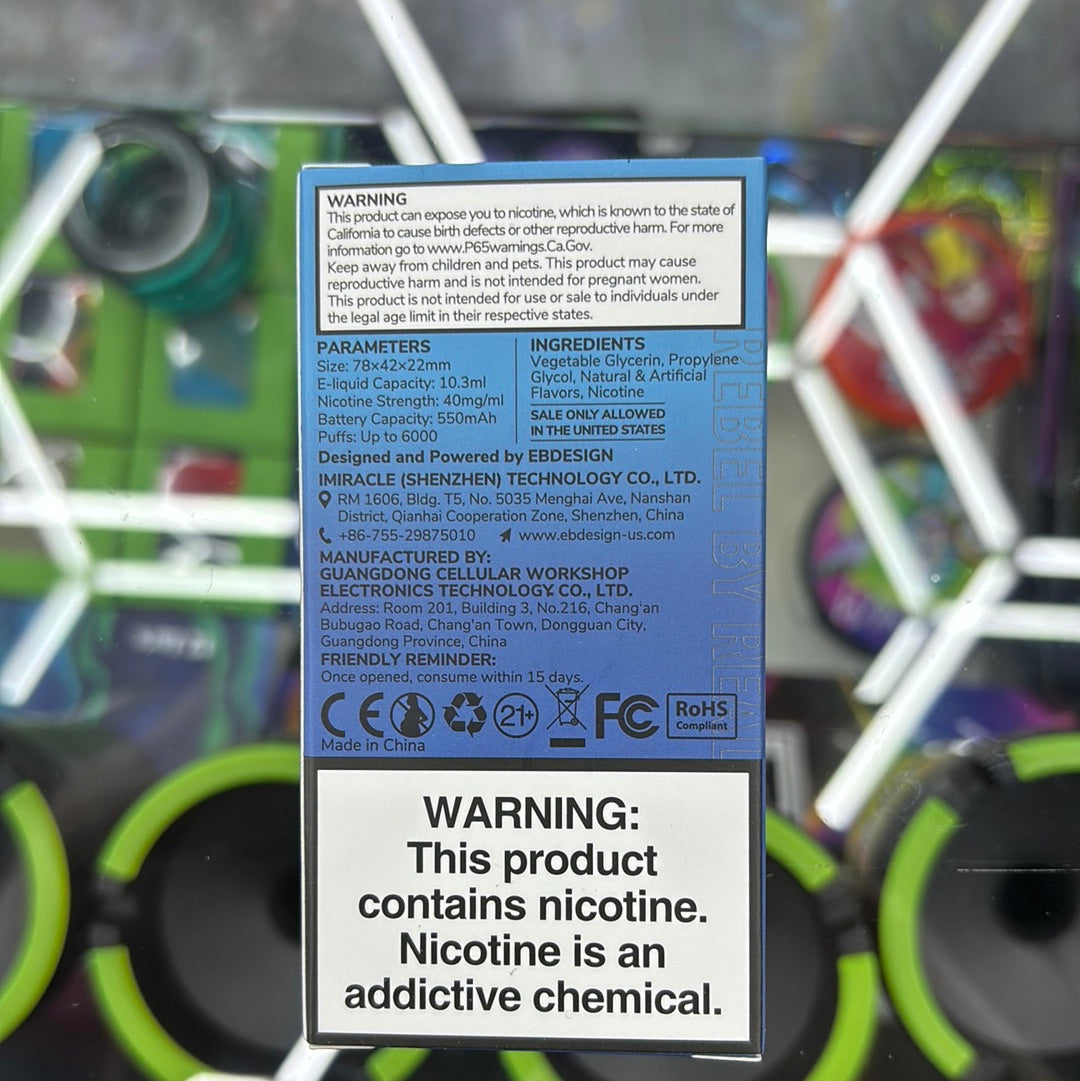 WARNING
This product can expose you to nicotine, which is known to the state of
California to cause birth defects or other reproductive harm. For more
information go to www.P65warnings.Ca.Gov.
Keep away from children and pets. This product may cause
reproductive harm and is not intended for pregnant women.
This product is not intended for use or sale to individuals under
the legal age limit in their respective states.
PARAMETERS
Size: 78×42×22mm
E-liquid Capacity: 10.3ml
Nicotine Strength: 40mg/ml
Battery Capacity: 550mAh
Puffs: Up to 6000
INGREDIENTS
Vegetable Glycerin, Propylene
Glycol, Natural & Artificial
Flavors, Nicotine
SALE ONLY ALLOWED
IN THE UNITED STATES
Designed and Powered by EBDESIGN
IMIRACLE (SHENZHEN) TECHNOLOGY CO., LTD.
RM 1606, Bldg. T5, No. 5035 Menghai Ave, Nanshan
District, Qianhai Cooperation Zone, Shenzhen, China
+86-755-29875010 www.ebdesign-us.com
MANUFACTURED BY:
GUANGDONG CELLULAR WORKSHOP
ELECTRONICS TECHNOLOGY CO., LTD.
Address: Room 201, Building 3, No.216, Chang'an
Bubugao Road, Chang'an Town, Dongguan City,
Guangdong Province, China
FRIENDLY REMINDER:
Once opened, consume within 15 days.
CE 21+ FC RoHS
Compliant
Made in China
REBEL BY REAL
WARNING:
This product
contains nicotine.
Nicotine is an
addictive chemical.